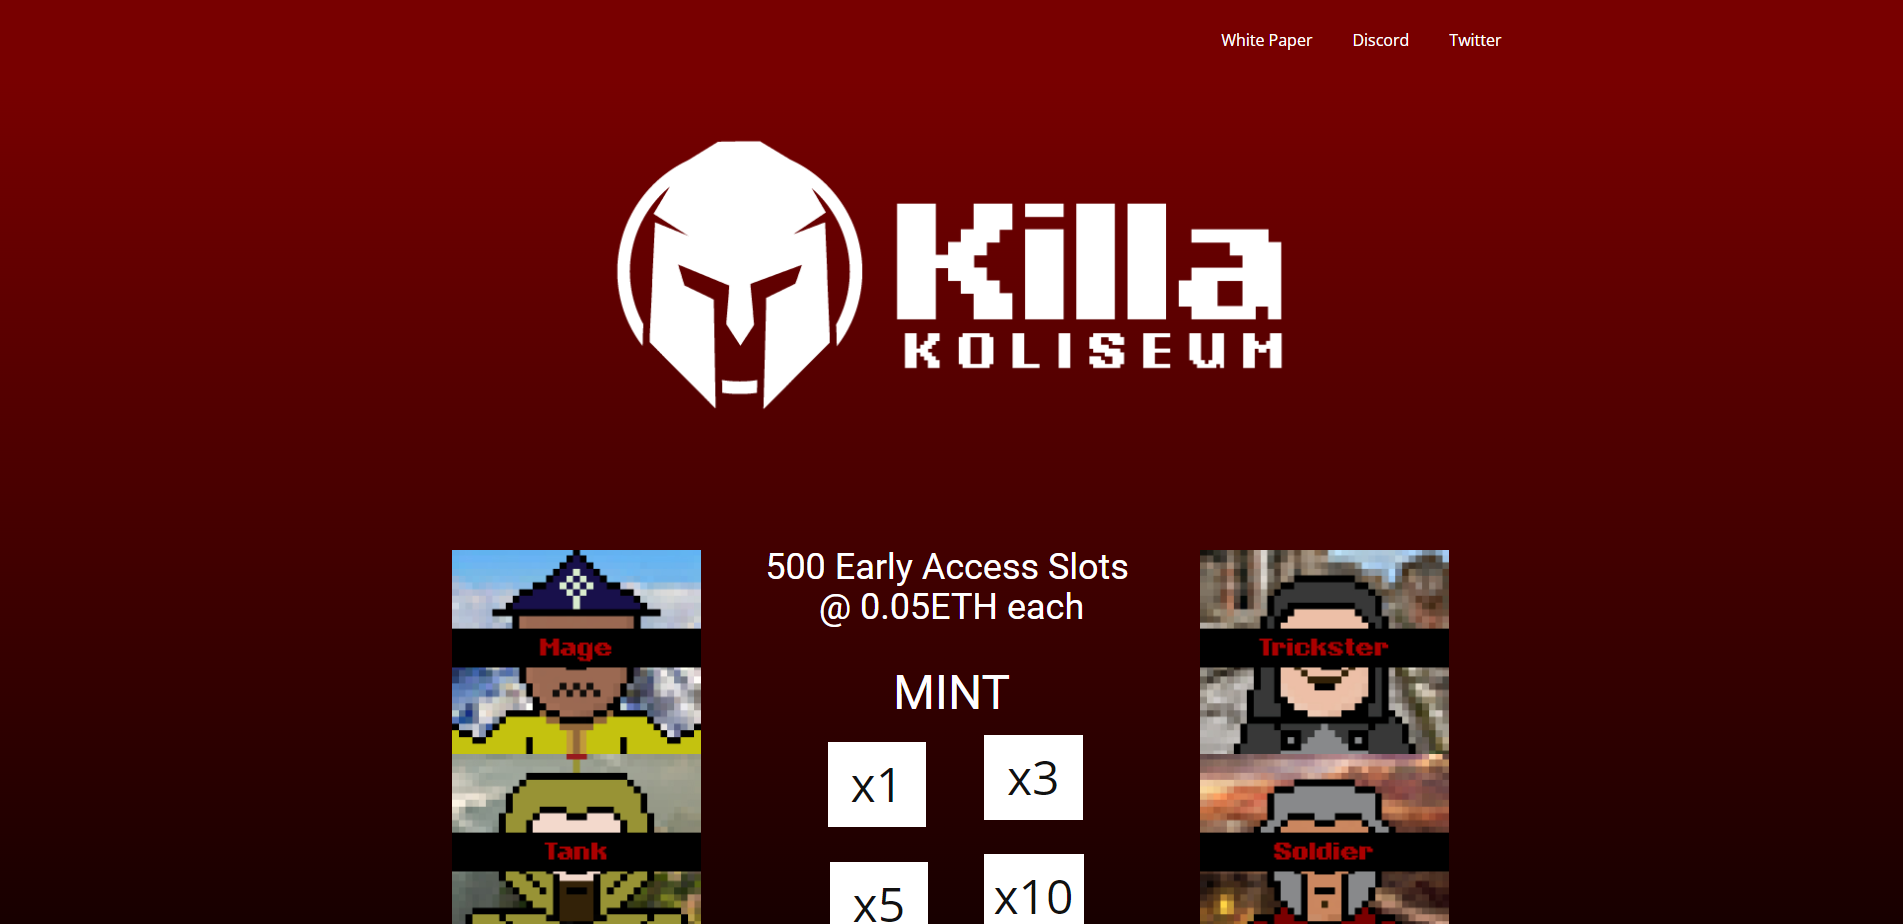 White Paper
Discord
Twitter
Killa
KOLISEUM
500 Early Access Slots
@ 0.05ETH each
Mage
Trickster
MINT
x1
x3
Tank
Soldier
x5
x10